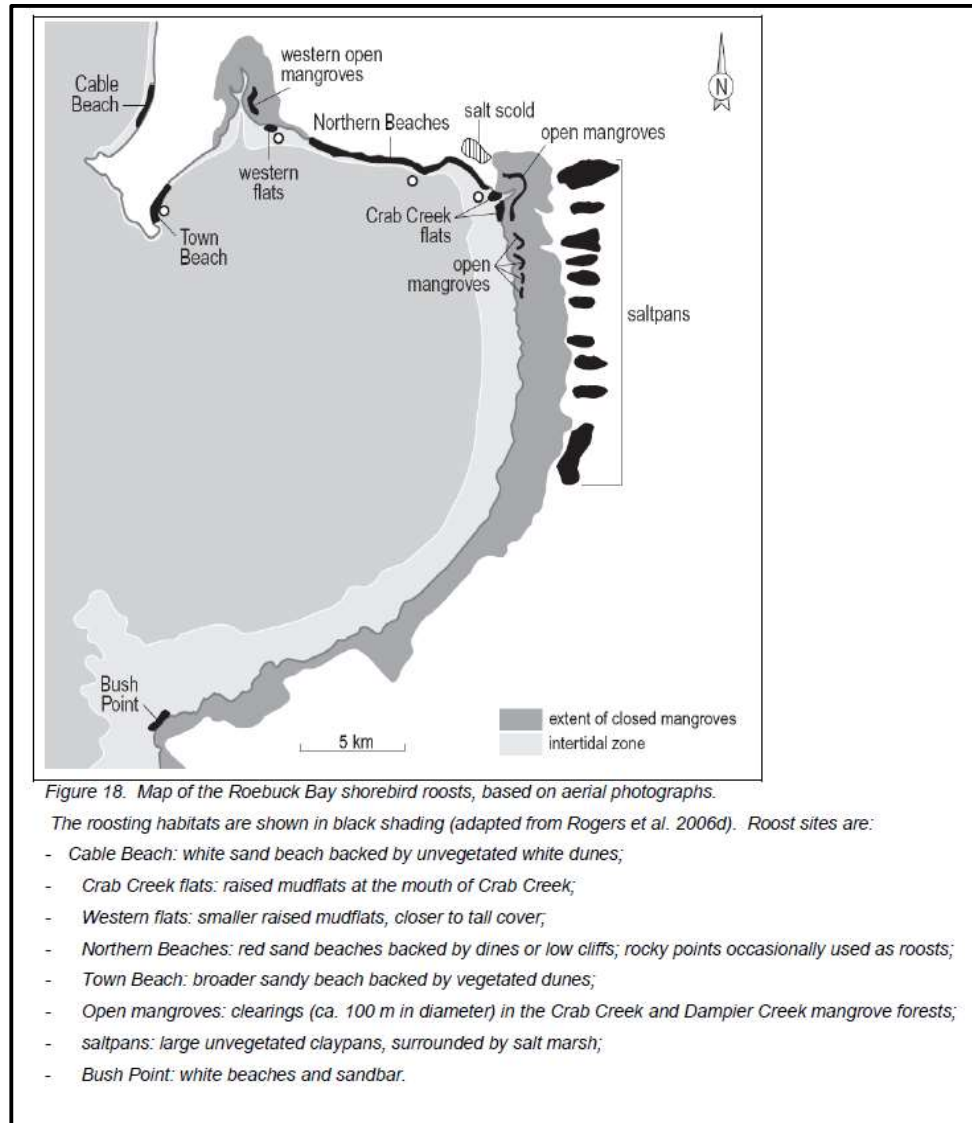 western open
mangroves
Cable
Beach
salt scold
N
Northern Beaches
open mangroves
western
flats
Crab Creek
flats
Town
Beach
open
mangroves
saltpans
Bush
Point
extent of closed mangroves
5 km
intertidal zone
Figure 18. Map of the Roebuck Bay shorebird roosts, based on aerial photographs.
The roosting habitats are shown in black shading (adapted from Rogers et al. 2006d). Roost sites are:
- Cable Beach: white sand beach backed by unvegetated white dunes;
- Crab Creek flats: raised mudflats at the mouth of Crab Creek;
- Western flats: smaller raised mudflats, closer to tall cover;
- Northern Beaches: red sand beaches backed by dines or low cliffs; rocky points occasionally used as roosts;
- Town Beach: broader sandy beach backed by vegetated dunes;
- Open mangroves: clearings (ca. 100 m in diameter) in the Crab Creek and Dampier Creek mangrove forests;
- saltpans: large unvegetated claypans, surrounded by salt marsh;
- Bush Point: white beaches and sandbar.